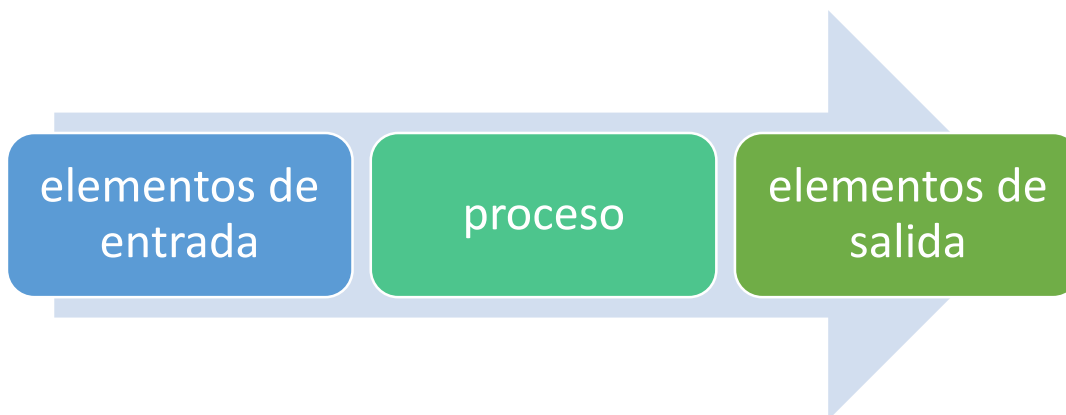 elementos de
entrada
proceso
elementos de
salida